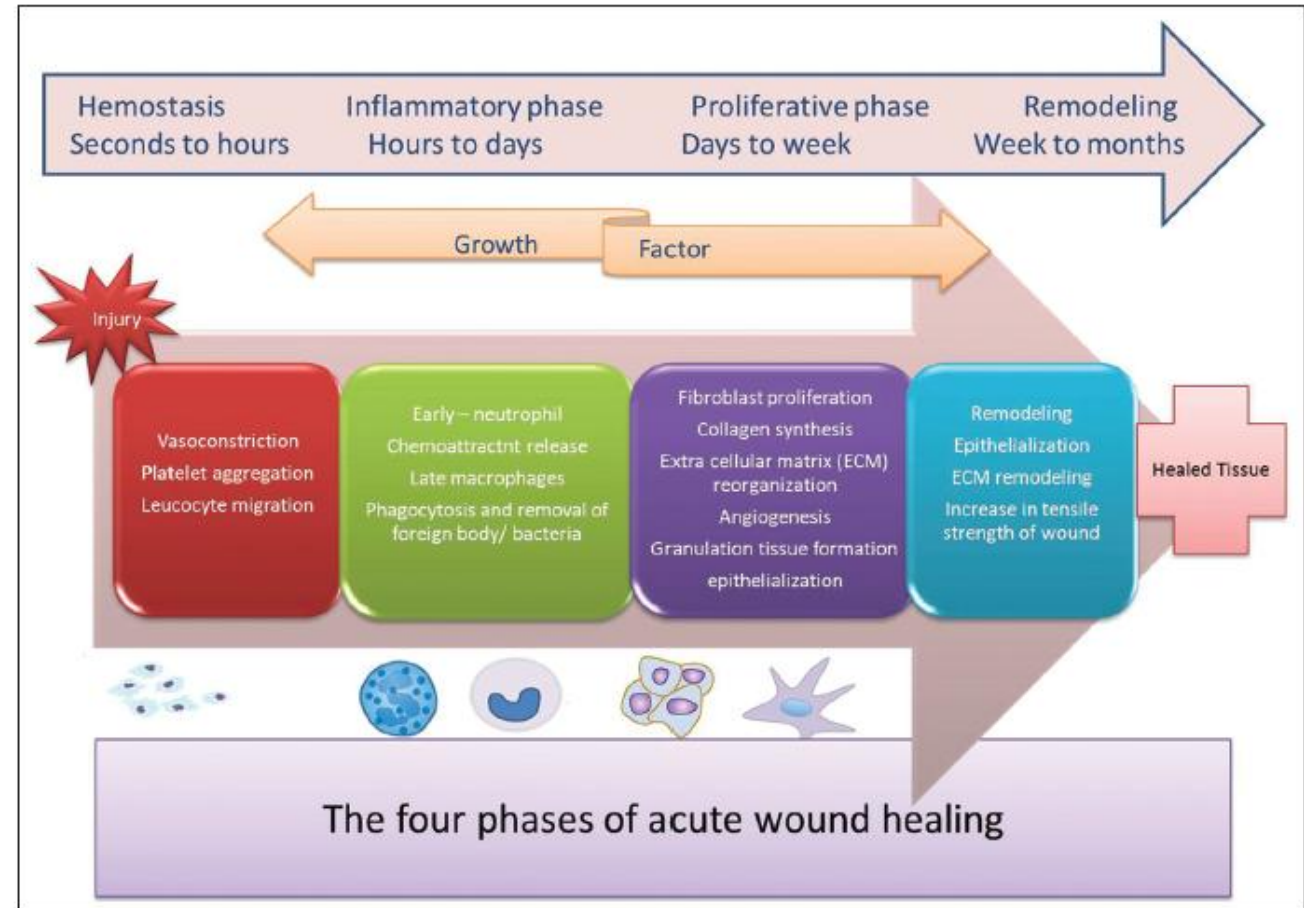 Hemostasis
Seconds to hours
Inflammatory phase
Hours to days
Proliferative phase
Days to week
Remodeling
Week to months
Growth
Factor
Injury
Vasoconstriction
Platelet aggregation
Leucocyte migration
Early – neutrophil
Chemoattractnt release
Late macrophages
Phagocytosis and removal of
foreign body/ bacteria
Fibroblast proliferation
Collagen synthesis
Extra cellular matrix (ECM)
reorganization
Angiogenesis
Granulation tissue formation
epithelialization
Remodeling
Epithelialization
ECM remodeling
Increase in tensile
strength of wound
Healed Tissue
The four phases of acute wound healing